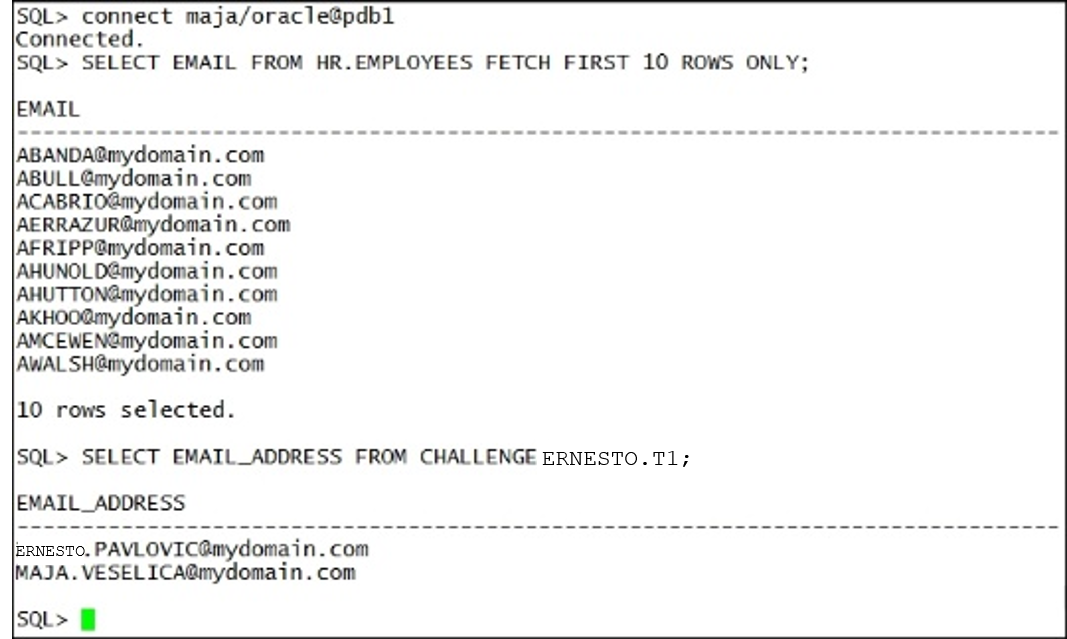 SQL> connect maja/oracle@pdb1
Connected.
SQL> SELECT EMAIL FROM HR.EMPLOYEES FETCH FIRST 10 ROWS ONLY;
EMAIL
--------------------------------------------------------------------------------
ABANDA@mydomain.com
ABULL@mydomain.com
ACABRIO@mydomain.com
AERRAZUR@mydomain.com
AFRIPP@mydomain.com
AHUNOLD@mydomain.com
AHUTTON@mydomain.com
AKHOO@mydomain.com
AMCEWEN@mydomain.com
AWALSH@mydomain.com
10 rows selected.
SQL> SELECT EMAIL_ADDRESS FROM CHALLENGE ERNESTO.T1;
EMAIL_ADDRESS
--------------------------------------------------------------------------------
ERNESTO.PAVLOVIC@mydomain.com
MAJA.VESELICA@mydomain.com
SQL>